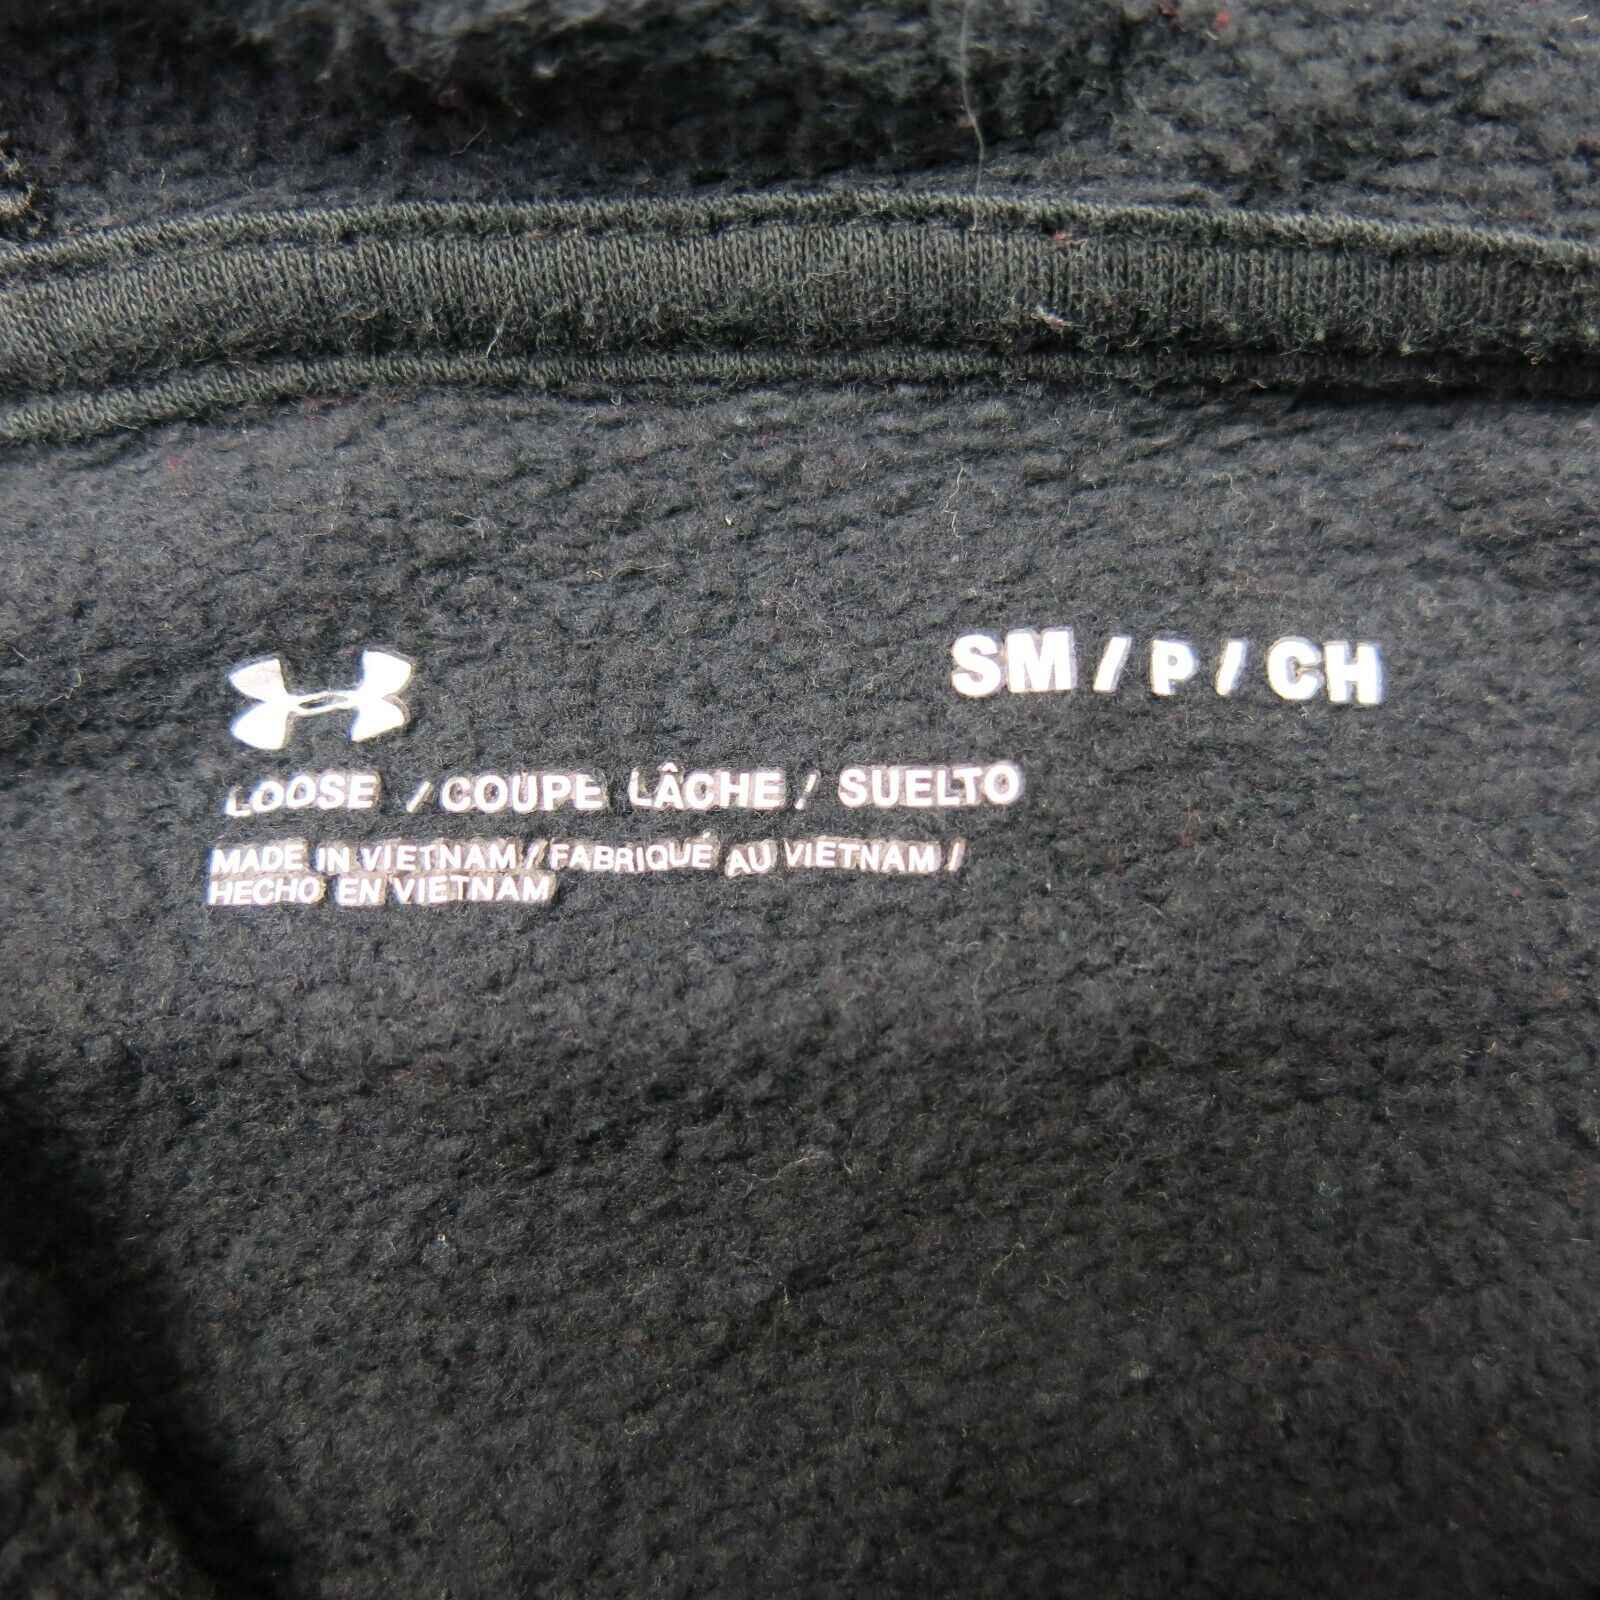 SM / P / CH
LOOSE / COUPE LÂCHE / SUELTO
MADE IN VIETNAM / FABRIQUÉ AU VIETNAM /
HECHO EN VIETNAM